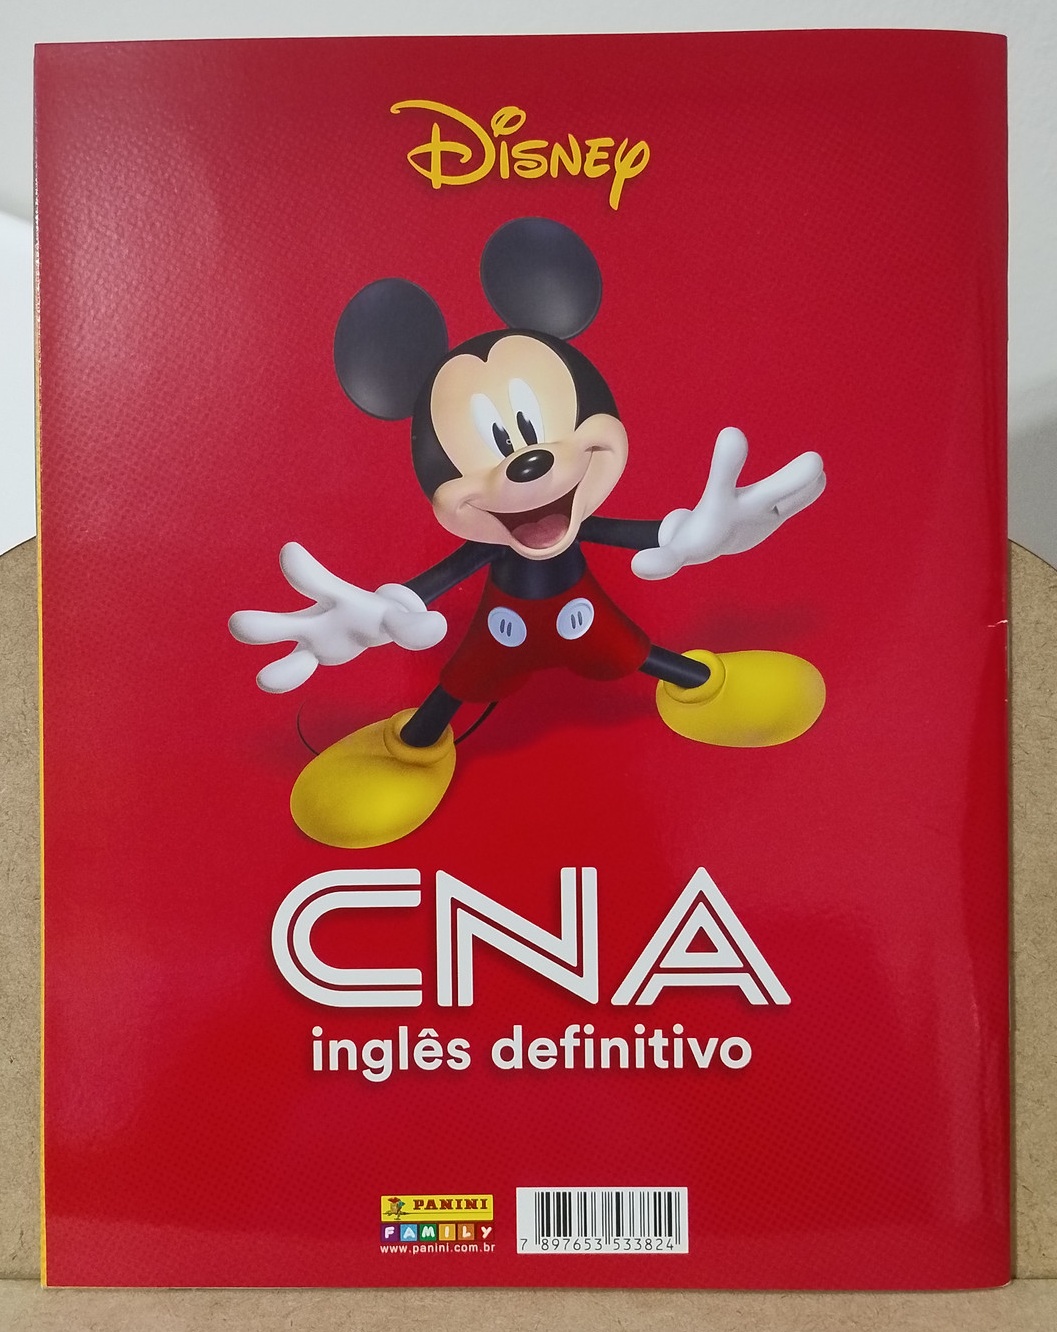 Disney
CNA
inglês definitivo
PANINI
FAMILY
www.panini.com.br
7 897653 533824